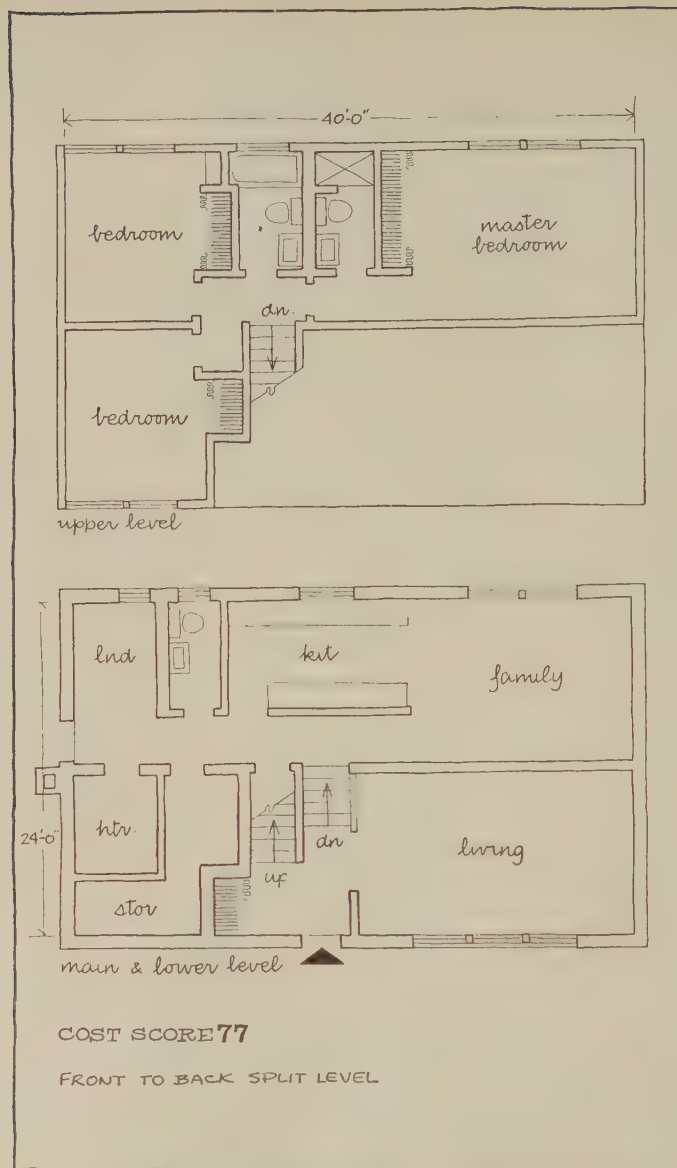 40'-0"
bedroom
master
bedroom
dn.
bedroom
upper level
lnd
kit
family
htr.
24'-0"
dn
living
up
stor
main & lower level
COST SCORE 77
FRONT TO BACK SPLIT LEVEL